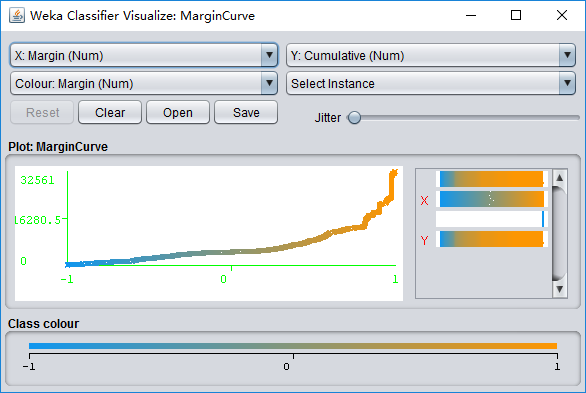 Weka Classifier Visualize: MarginCurve
X: Margin (Num) Y: Cumulative (Num)
Colour: Margin (Num) Select Instance
Reset Clear Open Save Jitter
Plot: MarginCurve
32561
16280.5
0
-1 0 1
X
Y
Class colour
-1 0 1